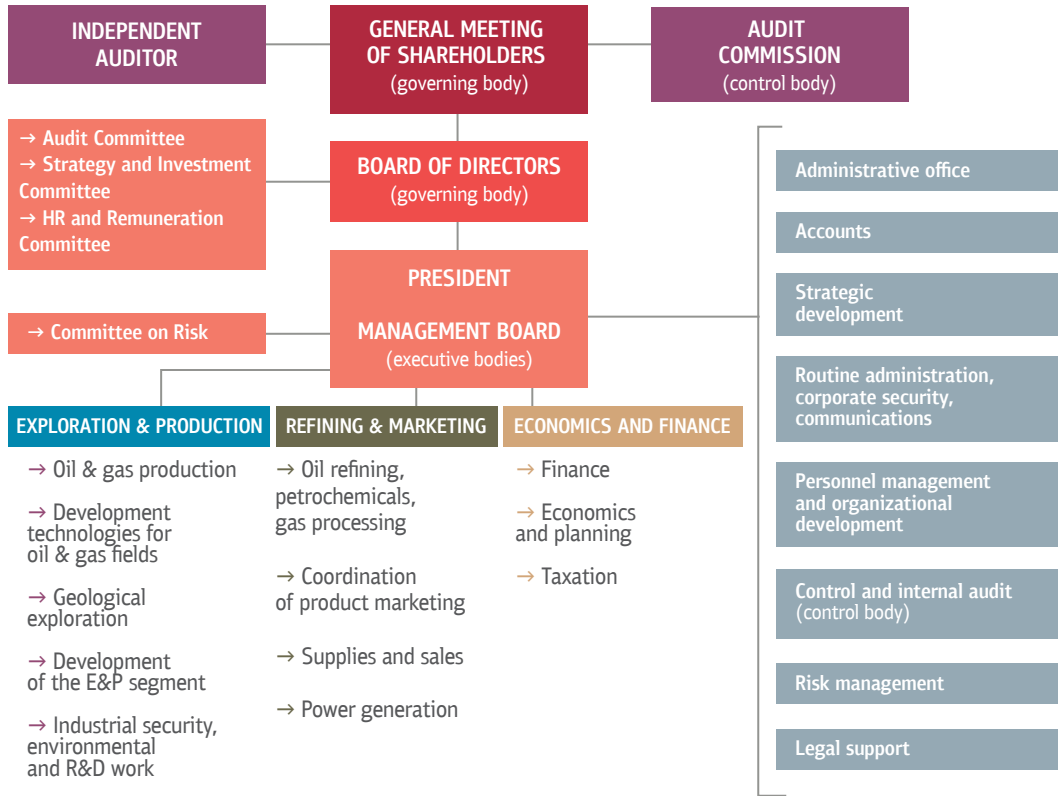 INDEPENDENT
AUDITOR
GENERAL MEETING
OF SHAREHOLDERS
(governing body)
AUDIT
COMMISSION
(control body)
→ Audit Committee
→ Strategy and Investment
Committee
→ HR and Remuneration
Committee
BOARD OF DIRECTORS
(governing body)
PRESIDENT
MANAGEMENT BOARD
(executive bodies)
→ Committee on Risk
EXPLORATION & PRODUCTION
→ Oil & gas production
→ Development
technologies for
oil & gas fields
→ Geological
exploration
→ Development
of the E&P segment
→ Industrial security,
environmental
and R&D work
REFINING & MARKETING
→ Oil refining,
petrochemicals,
gas processing
→ Coordination
of product marketing
→ Supplies and sales
→ Power generation
ECONOMICS AND FINANCE
→ Finance
→ Economics
and planning
→ Taxation
Administrative office
Accounts
Strategic
development
Routine administration,
corporate security,
communications
Personnel management
and organizational
development
Control and internal audit
(control body)
Risk management
Legal support